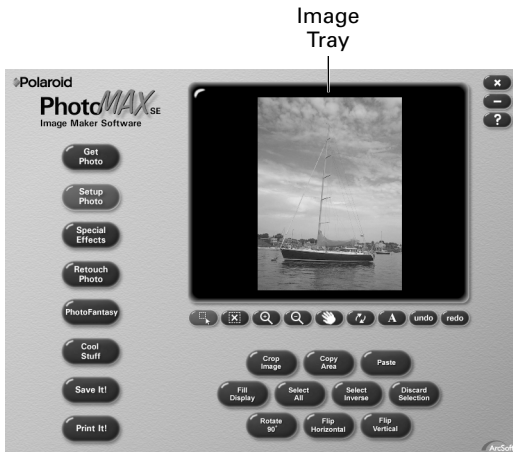 Image
Tray
Polaroid
PhotoMAX SE
Image Maker Software
Get
Photo
Setup
Photo
Special
Effects
Retouch
Photo
PhotoFantasy
Cool
Stuff
Save It!
Print It!
×
–
?
A
undo
redo
Crop
Image
Copy
Area
Paste
Fill
Display
Select
All
Select
Inverse
Discard
Selection
Rotate
90°
Flip
Horizontal
Flip
Vertical
ArcSoft